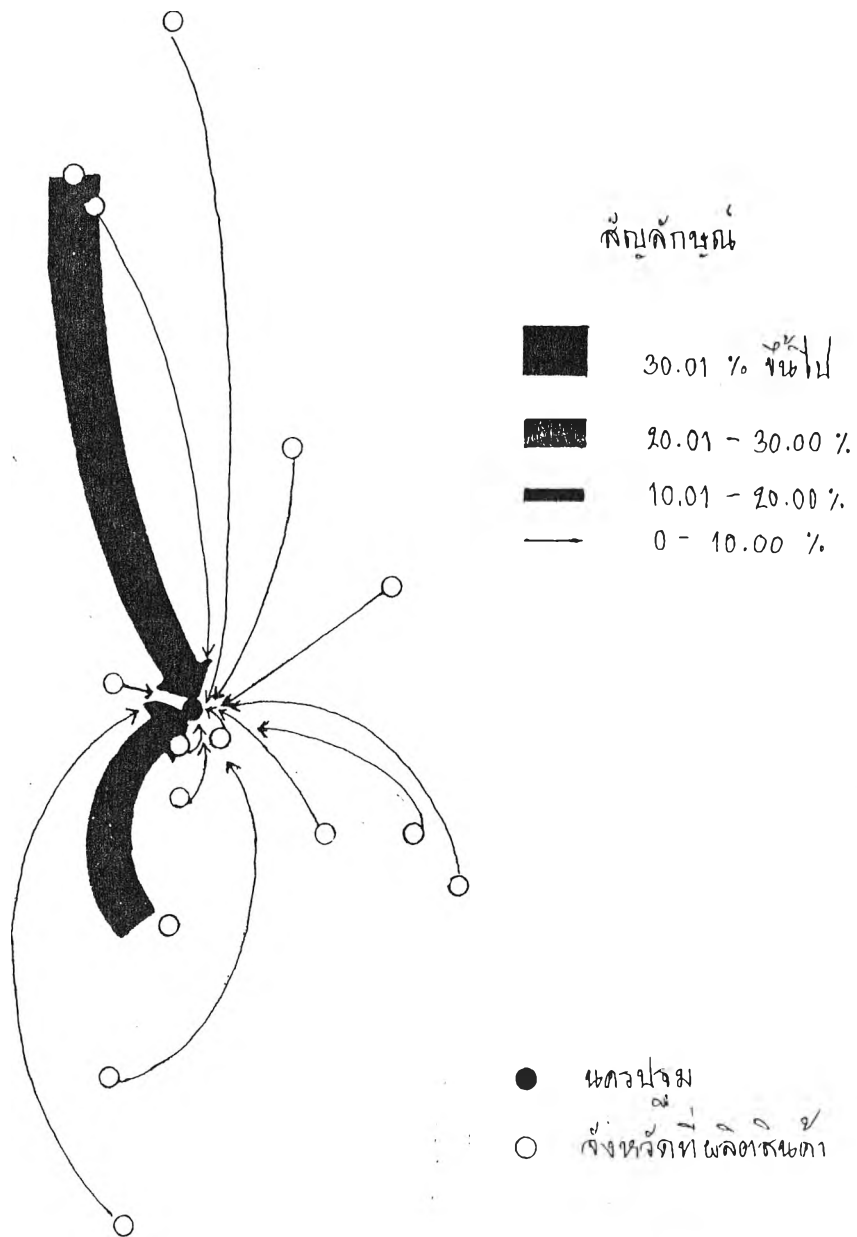 สัญลักษณ์
30.01 % ขึ้นไป
20.01 - 30.00 %
10.01 - 20.00 %
0 - 10.00 %
นครปฐม
จังหวัดที่ผลิตสินค้า